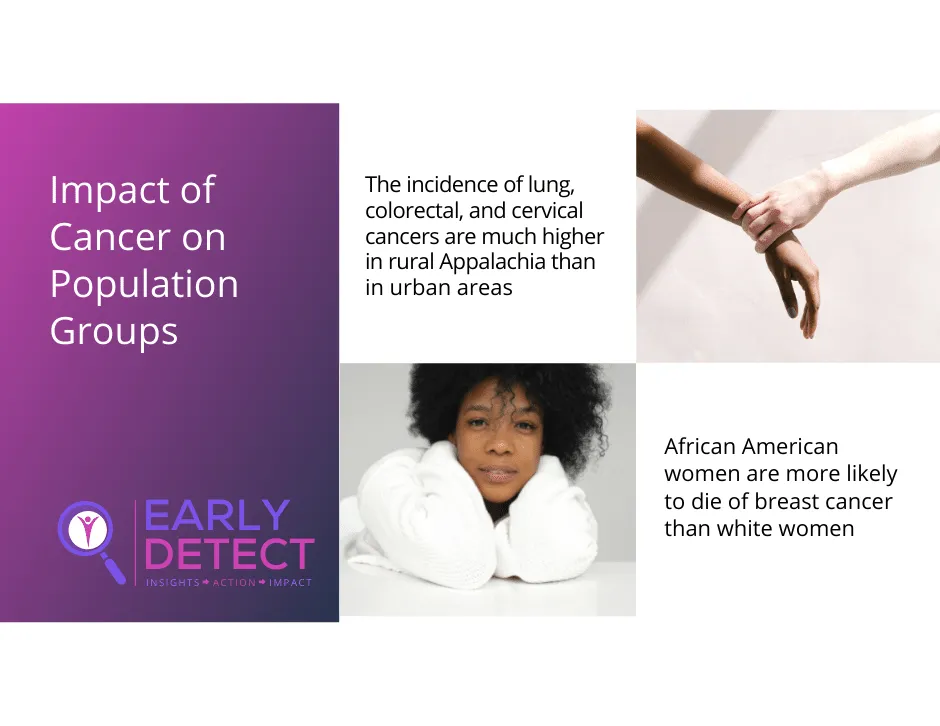 Impact of
Cancer on
Population
Groups
The incidence of lung,
colorectal, and cervical
cancers are much higher
in rural Appalachia than
in urban areas
African American
women are more likely
to die of breast cancer
than white women
EARLY
DETECT
INSIGHTS ➡ ACTION ➡ IMPACT